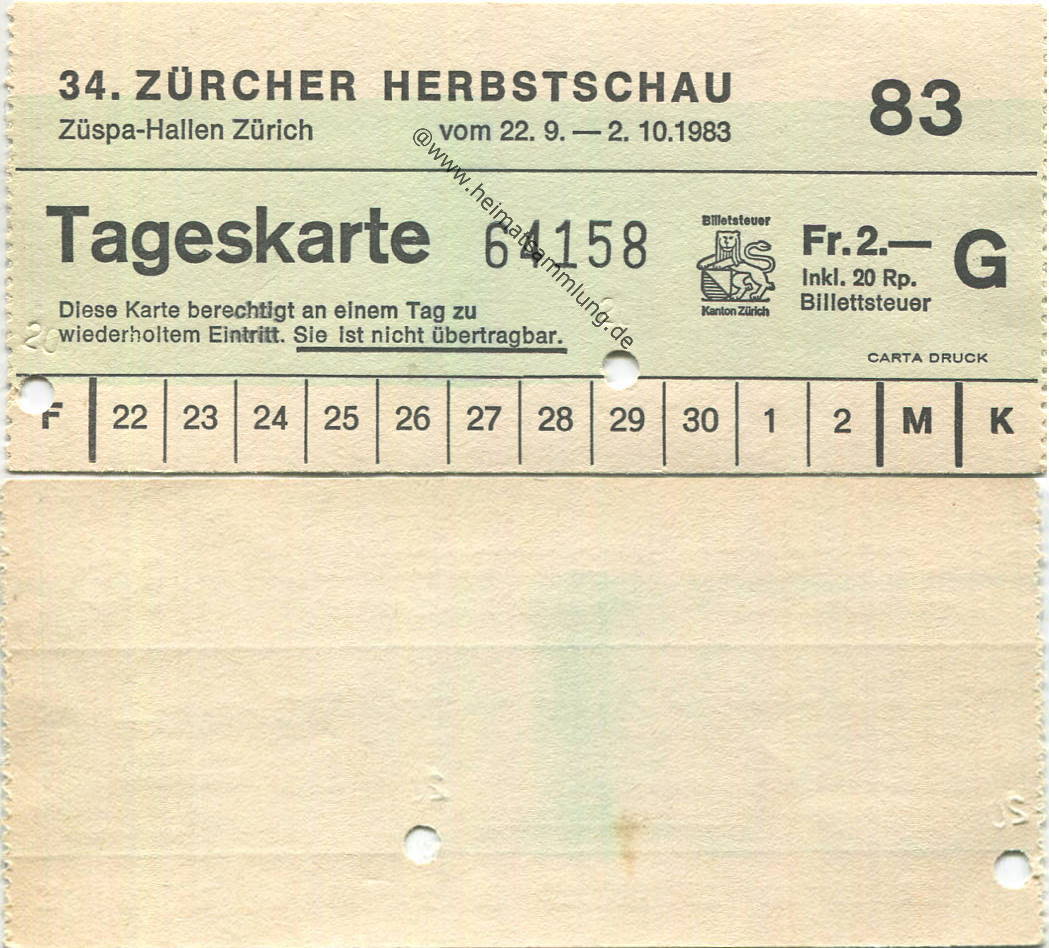 34. ZÜRCHER HERBSTSCHAU 83
Züspa-Hallen Zürich vom 22. 9. — 2. 10. 1983
@www.heimatsammlung.de
Tageskarte 64158
Billetsteuer
Kanton Zürich
Fr. 2.— G
Inkl. 20 Rp.
Billettsteuer
Diese Karte berechtigt an einem Tag zu
wiederholtem Eintritt. Sie ist nicht übertragbar.
CARTA DRUCK
F 22 23 24 25 26 27 28 29 30 1 2 M K